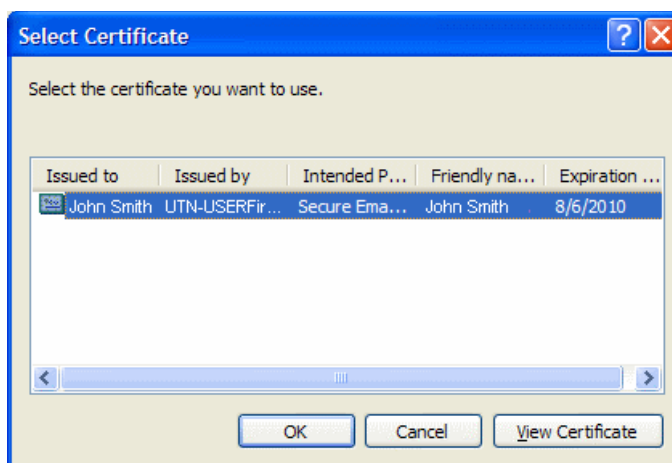 Select Certificate
Select the certificate you want to use.
Issued to Issued by Intended P... Friendly na... Expiration ...
John Smith UTN-USERFir... Secure Ema... John Smith 8/6/2010
OK Cancel View Certificate